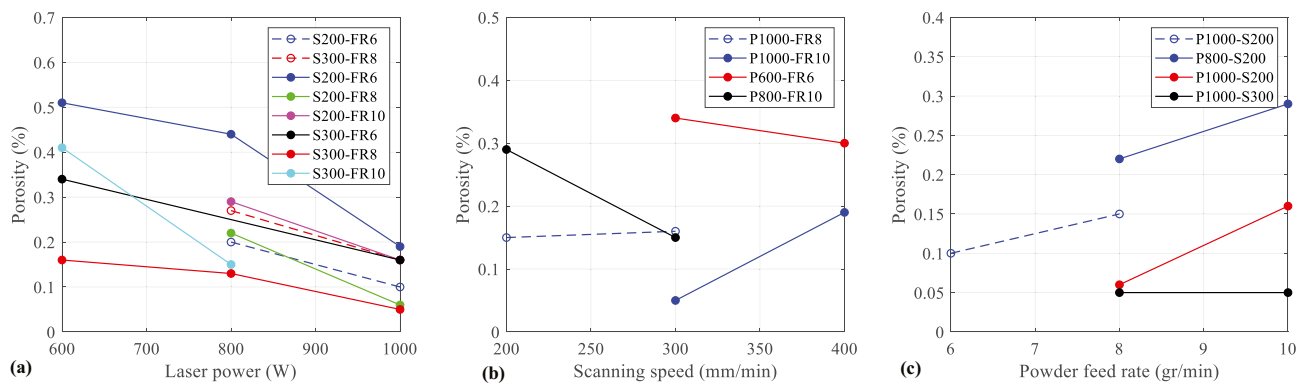 0.7
0.6
0.5
0.4
0.3
0.2
0.1
0
Porosity (%)
S200-FR6
S300-FR8
S200-FR6
S200-FR8
S200-FR10
S300-FR6
S300-FR8
S300-FR10
600 700 800 900 1000
(a) Laser power (W)
0.5
0.4
0.3
0.2
0.1
0
Porosity (%)
P1000-FR8
P1000-FR10
P600-FR6
P800-FR10
200 250 300 350 400
(b) Scanning speed (mm/min)
0.4
0.35
0.3
0.25
0.2
0.15
0.1
0.05
0
Porosity (%)
P1000-S200
P800-S200
P1000-S200
P1000-S300
6 7 8 9 10
(c) Powder feed rate (gr/min)